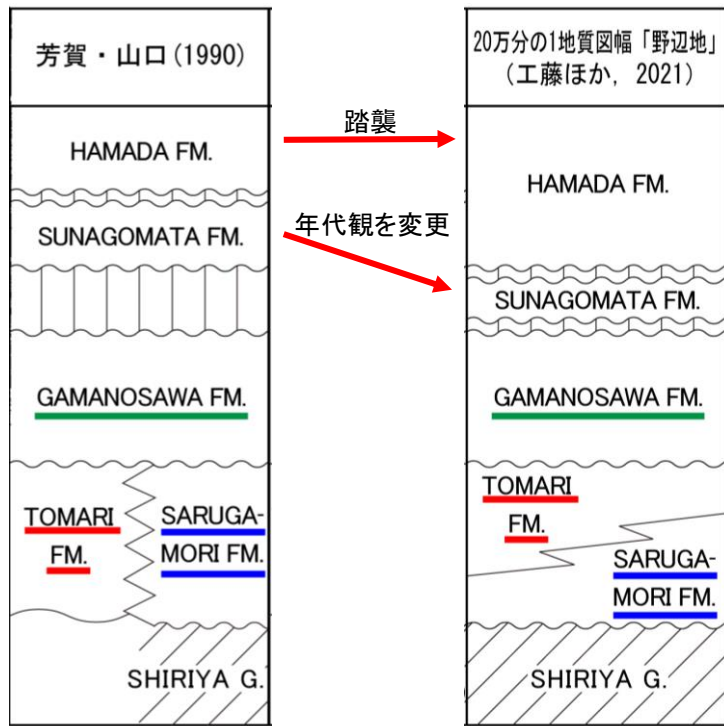 芳賀・山口(1990)
HAMADA FM.
SUNAGOMATA FM.
GAMANOSAWA FM.
TOMARI
FM.
SARUGA-
MORI FM.
SHIRIYA G.
踏襲
年代観を変更
20万分の1地質図幅「野辺地」
(工藤ほか, 2021)
HAMADA FM.
SUNAGOMATA FM.
GAMANOSAWA FM.
TOMARI
FM.
SARUGA-
MORI FM.
SHIRIYA G.